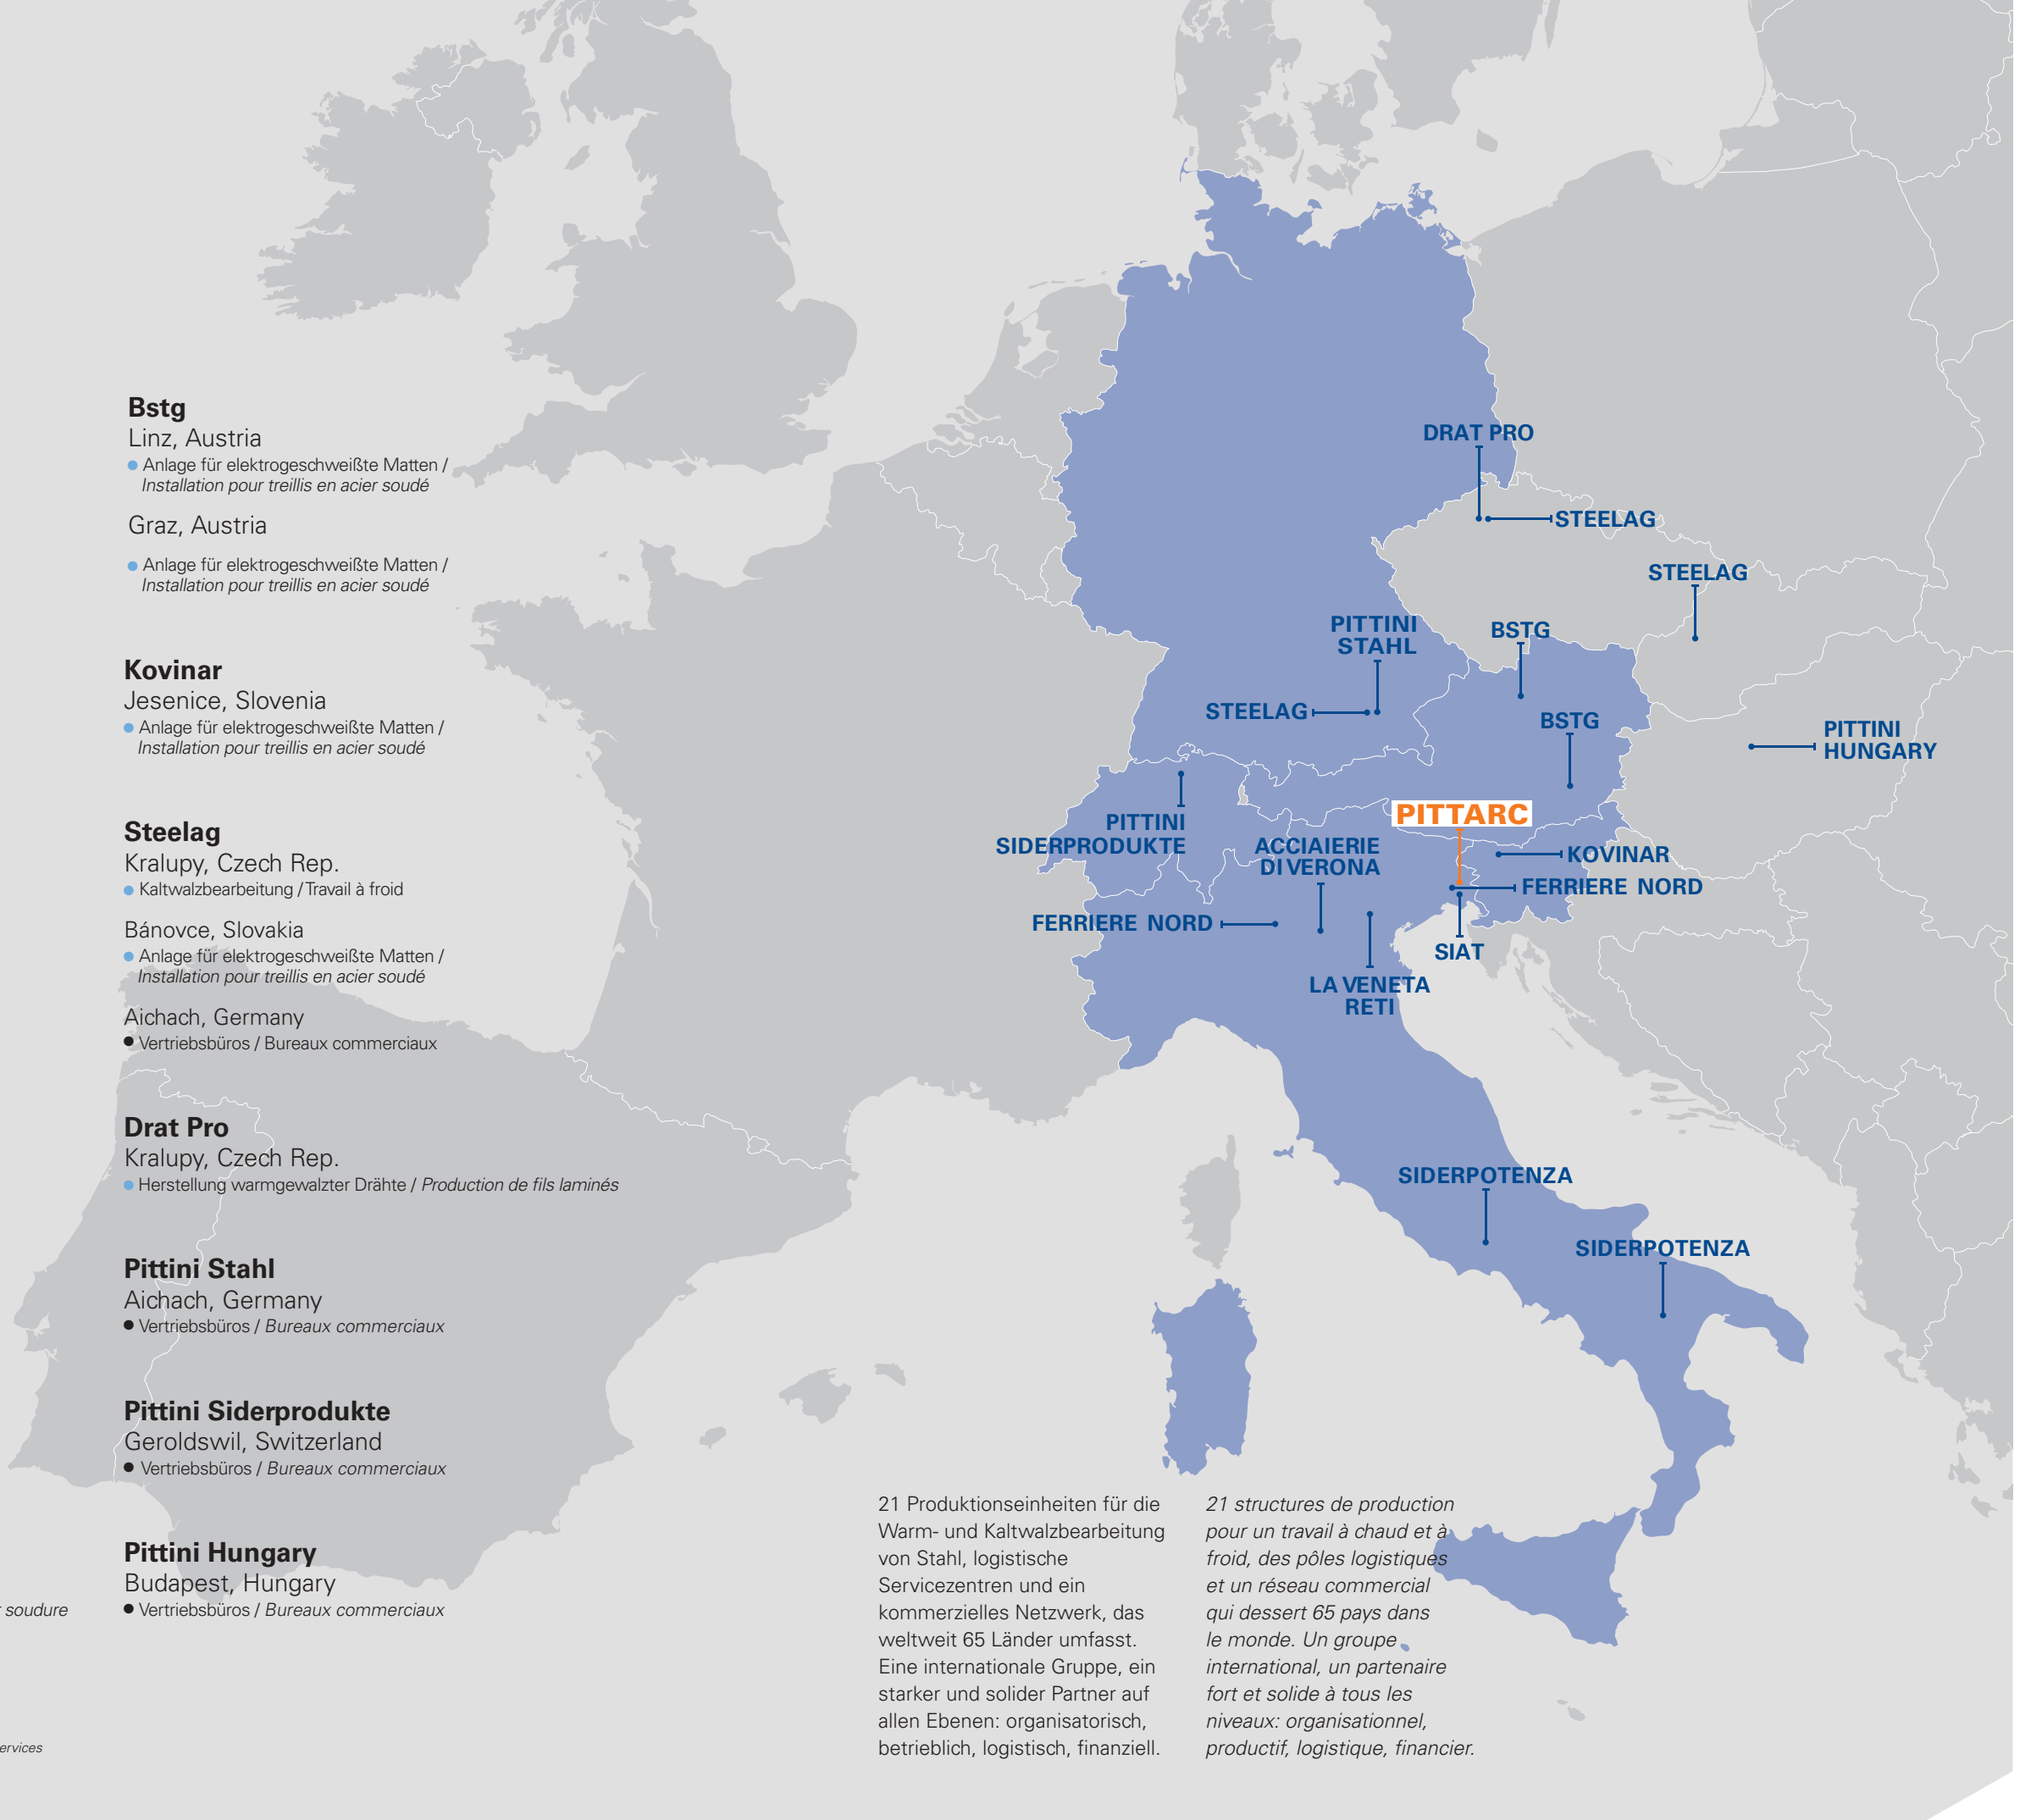 Bstg
Linz, Austria
Anlage für elektrogeschweißte Matten /
Installation pour treillis en acier soudé
Graz, Austria
Anlage für elektrogeschweißte Matten /
Installation pour treillis en acier soudé
Kovinar
Jesenice, Slovenia
Anlage für elektrogeschweißte Matten /
Installation pour treillis en acier soudé
Steelag
Kralupy, Czech Rep.
Kaltwalzbearbeitung / Travail à froid
Bánovce, Slovakia
Anlage für elektrogeschweißte Matten /
Installation pour treillis en acier soudé
Aichach, Germany
Vertriebsbüros / Bureaux commerciaux
Drat Pro
Kralupy, Czech Rep.
Herstellung warmgewalzter Drähte / Production de fils laminés
Pittini Stahl
Aichach, Germany
Vertriebsbüros / Bureaux commerciaux
Pittini Siderprodukte
Geroldswil, Switzerland
Vertriebsbüros / Bureaux commerciaux
Pittini Hungary
Budapest, Hungary
Vertriebsbüros / Bureaux commerciaux
soudure
DRAT PRO
STEELAG
STEELAG
PITTINI
STAHL
BSTG
STEELAG
BSTG
PITTINI
HUNGARY
PITTINI
SIDERPRODUKTE
PITTARC
ACCIAIERIE
DI VERONA
KOVINAR
FERRIERE NORD
FERRIERE NORD
SIAT
LA VENETA
RETI
SIDERPOTENZA
SIDERPOTENZA
21 Produktionseinheiten für die
Warm- und Kaltwalzbearbeitung
von Stahl, logistische
Servicezentren und ein
kommerzielles Netzwerk, das
weltweit 65 Länder umfasst.
Eine internationale Gruppe, ein
starker und solider Partner auf
allen Ebenen: organisatorisch,
betrieblich, logistisch, finanziell.
21 structures de production
pour un travail à chaud et à
froid, des pôles logistiques
et un réseau commercial
qui dessert 65 pays dans
le monde. Un groupe
international, un partenaire
fort et solide à tous les
niveaux: organisationnel,
productif, logistique, financier.